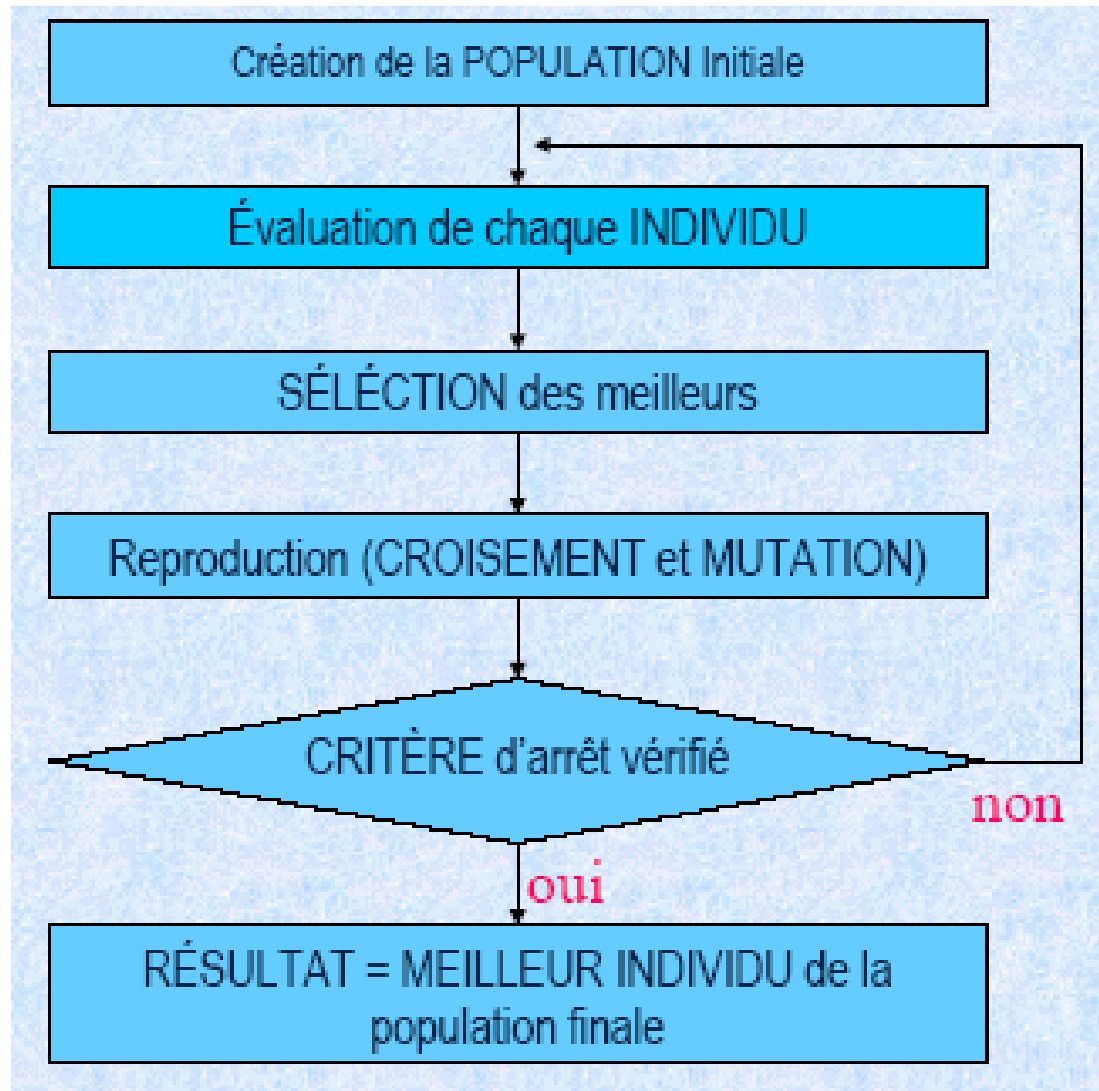 Création de la POPULATION Initiale
Évaluation de chaque INDIVIDU
SÉLÉCTION des meilleurs
Reproduction (CROISEMENT et MUTATION)
CRITÈRE d'arrêt vérifié
non
oui
RÉSULTAT = MEILLEUR INDIVIDU de la
population finale